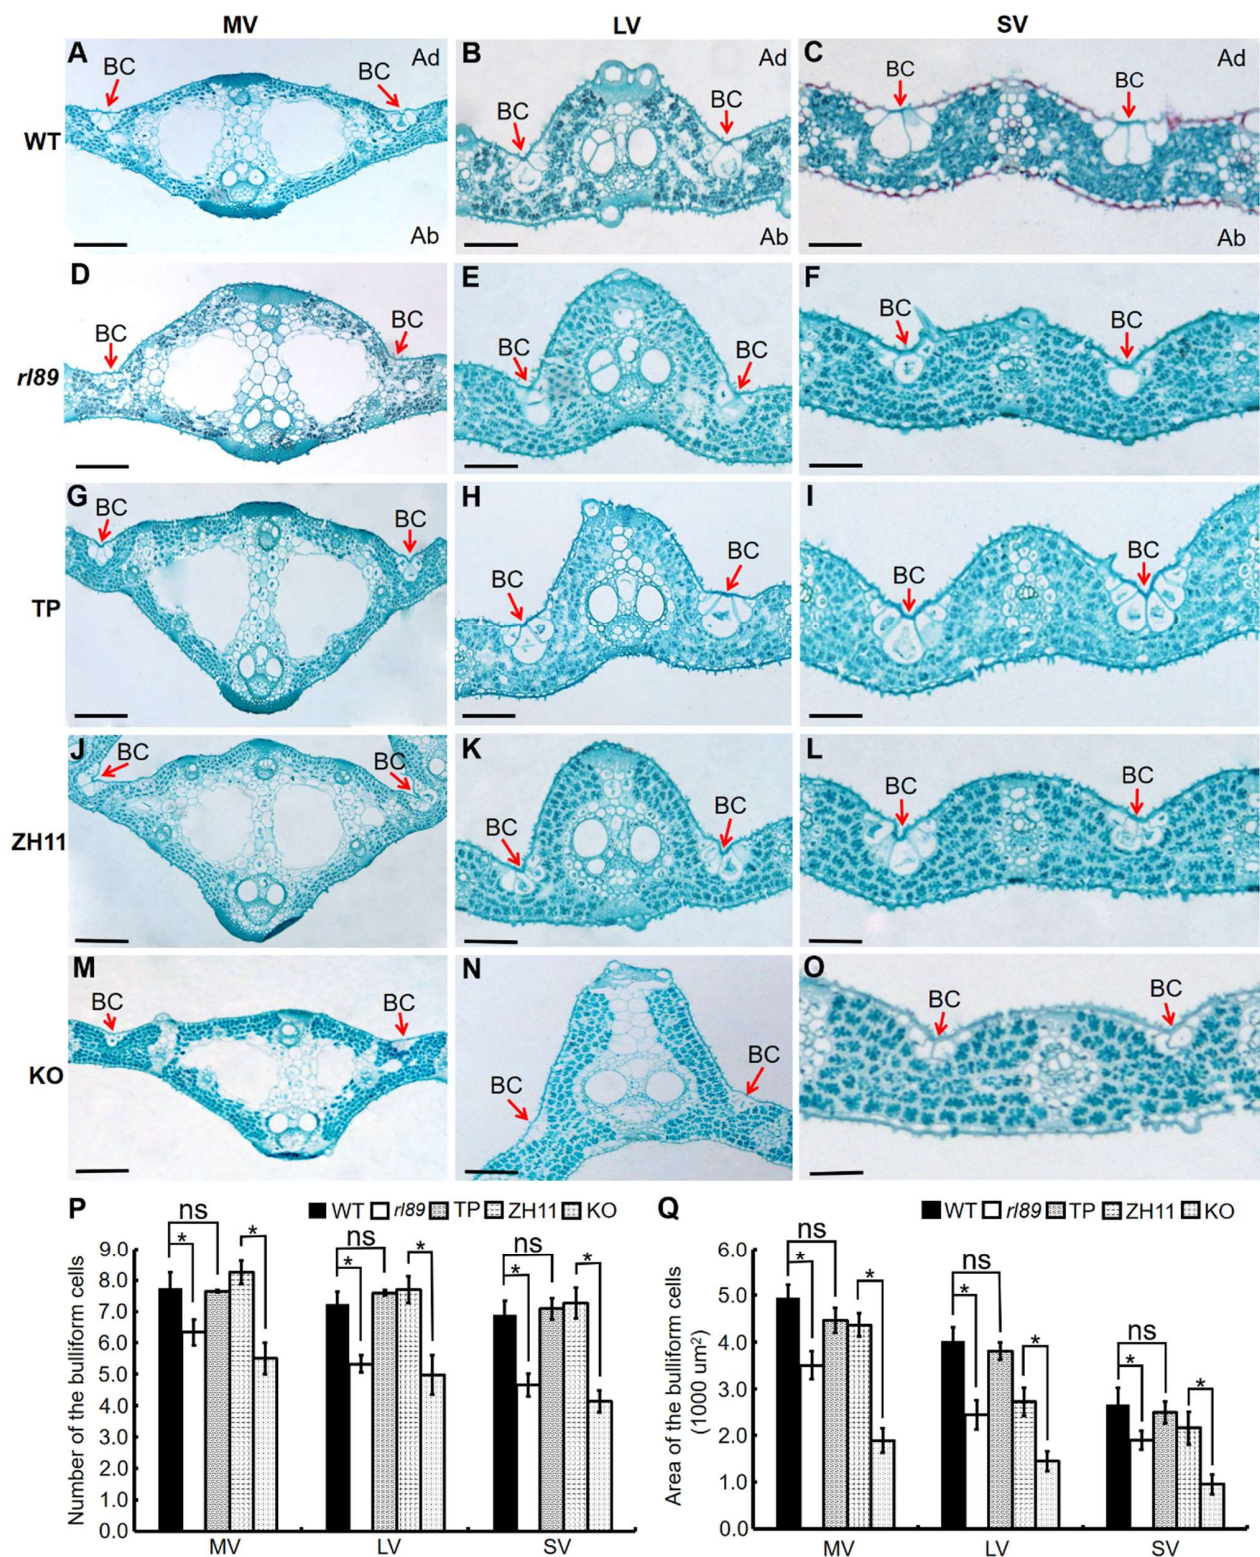 MV LV SV
WT
A BC BC Ad Ab
B BC BC Ad Ab
C BC BC Ad Ab
rl89
D BC BC
E BC BC
F BC BC
TP
G BC BC
H BC BC
I BC BC
ZH11
J BC BC
K BC BC
L BC BC
KO
M BC BC
N BC BC
O BC BC
P
WT rl89 TP ZH11 KO
ns * * ns * * ns * *
Number of the bulliform cells
9.0
8.0
7.0
6.0
5.0
4.0
3.0
2.0
1.0
0.0
MV LV SV
Q
WT rl89 TP ZH11 KO
ns * * ns * * ns * *
Area of the bulliform cells
(1000 um²)
6.0
5.0
4.0
3.0
2.0
1.0
0.0
MV LV SV